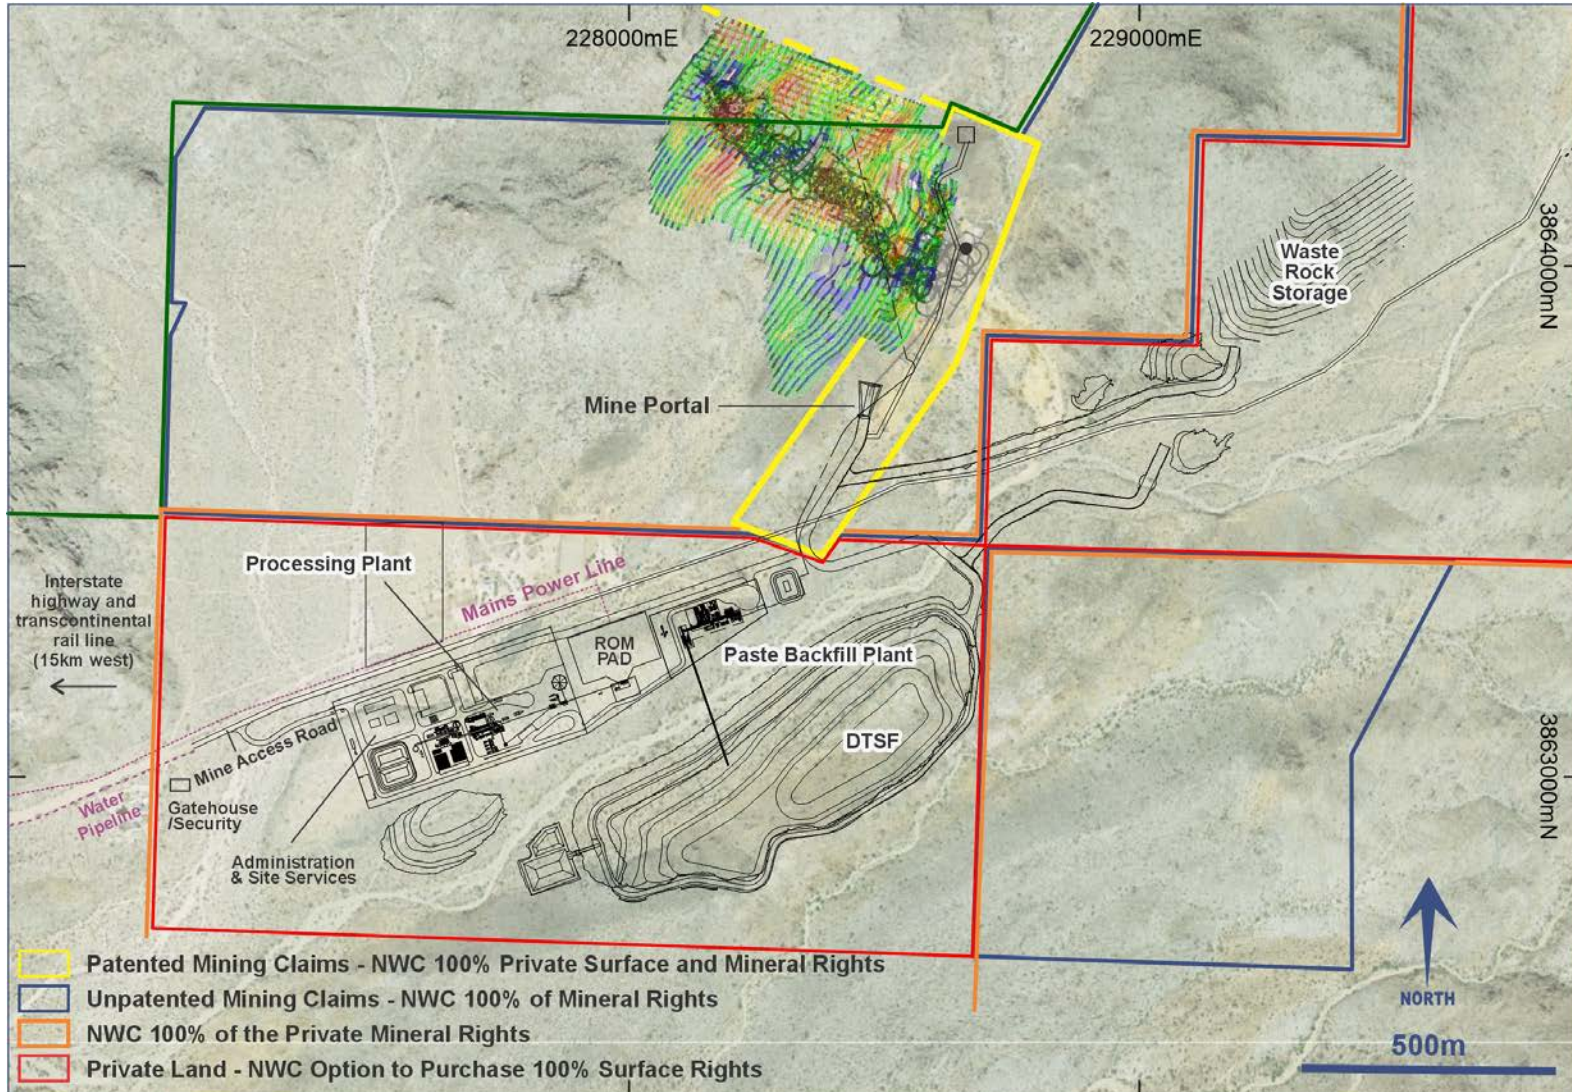 228000mE
229000mE
3864000mN
Waste
Rock
Storage
Mine Portal
Processing Plant
Mains Power Line
Interstate
highway and
transcontinental
rail line
(15km west)
ROM
PAD
Paste Backfill Plant
DTSF
3863000mN
Mine Access Road
Water
Pipeline
Gatehouse
/Security
Administration
& Site Services
Patented Mining Claims - NWC 100% Private Surface and Mineral Rights
Unpatented Mining Claims - NWC 100% of Mineral Rights
NWC 100% of the Private Mineral Rights
Private Land - NWC Option to Purchase 100% Surface Rights
NORTH
500m